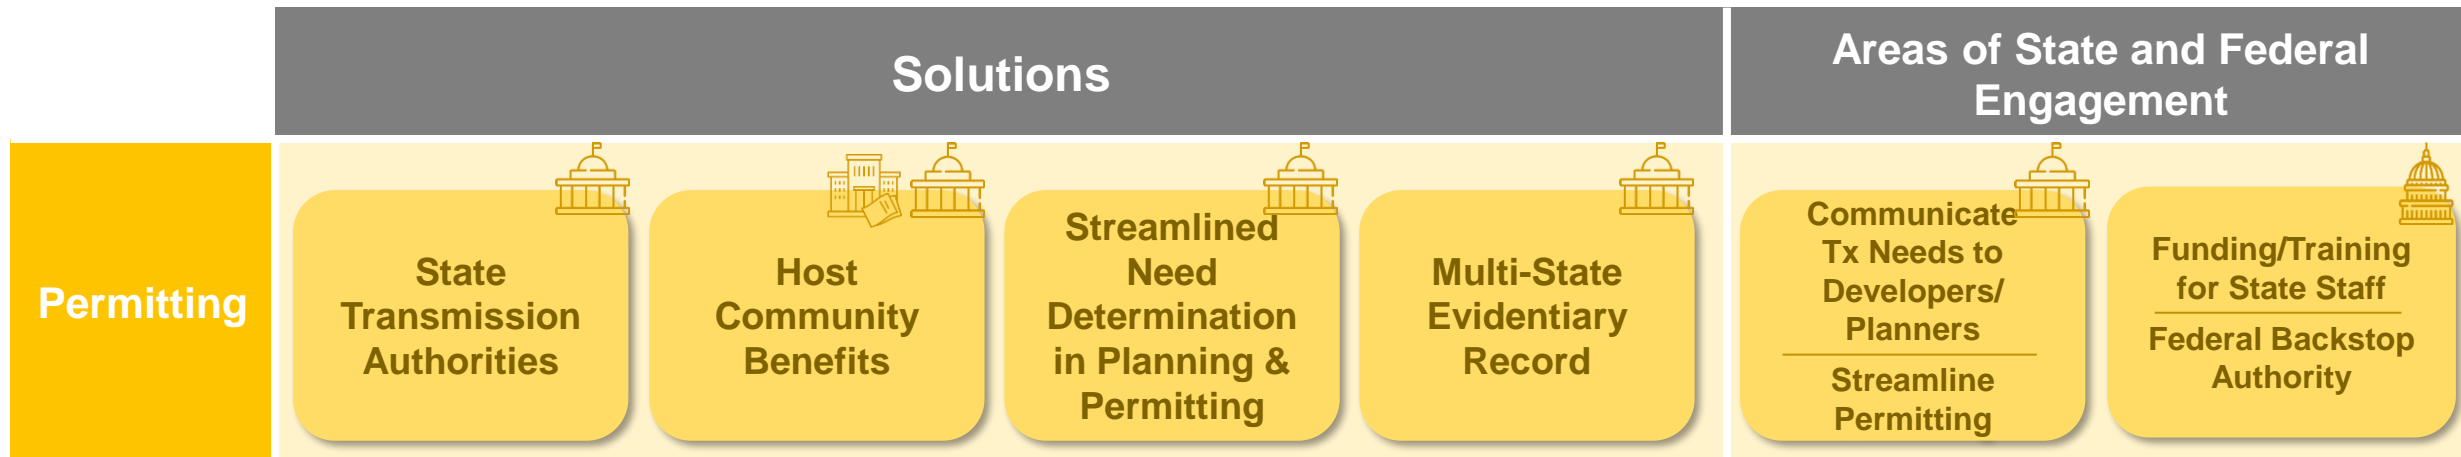 Solutions
Areas of State and Federal
Engagement
Permitting
State
Transmission
Authorities
Host
Community
Benefits
Streamlined
Need
Determination
in Planning &
Permitting
Multi-State
Evidentiary
Record
Communicate
Tx Needs to
Developers/
Planners
Streamline
Permitting
Funding/Training
for State Staff
Federal Backstop
Authority